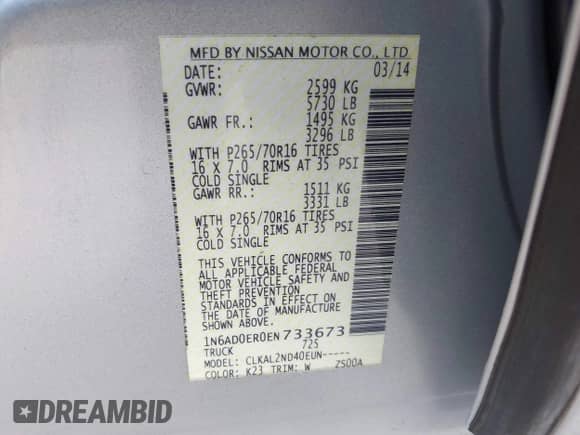 MFD BY NISSAN MOTOR CO., LTD.
DATE: 03/14
GVWR: 2599 KG
5730 LB
GAWR FR.: 1495 KG
3296 LB
WITH P265/70R16 TIRES
16 X 7.0 RIMS AT 35 PSI
COLD SINGLE
GAWR RR.: 1511 KG
3331 LB
WITH P265/70R16 TIRES
16 X 7.0 RIMS AT 35 PSI
COLD SINGLE
THIS VEHICLE CONFORMS TO
ALL APPLICABLE FEDERAL
MOTOR VEHICLE SAFETY AND
THEFT PREVENTION
STANDARDS IN EFFECT ON
THE DATE OF MANUFACTURE
SHOWN ABOVE.
1N6AD0ER0EN733673
TRUCK 725
MODEL: CLKAL2ND40EUN-----
COLOR: K23 TRIM: W 2500A
DREAMBID